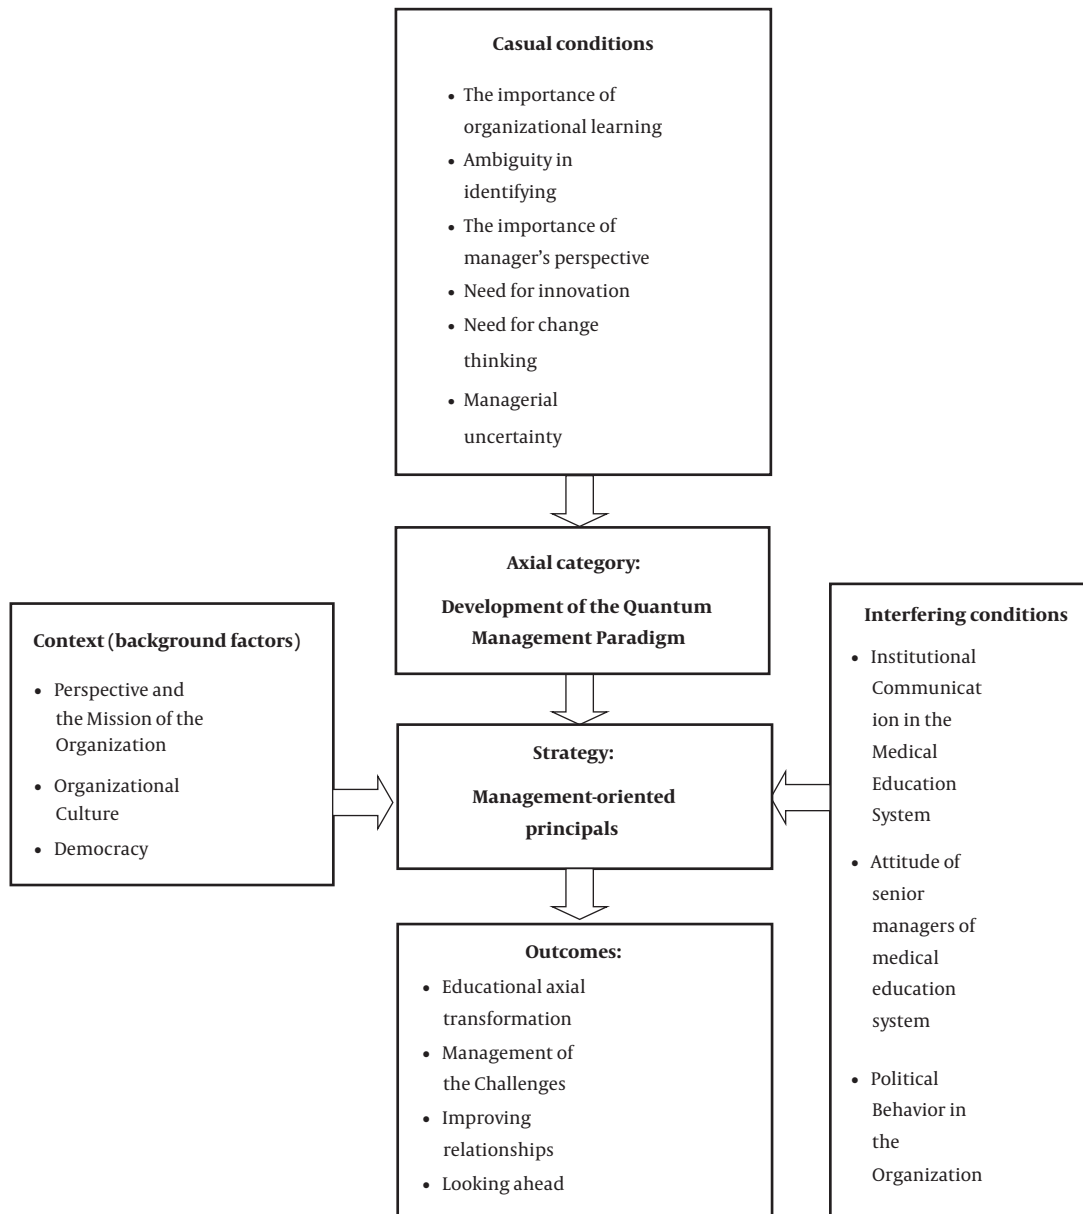 Casual conditions
• The importance of
organizational learning
• Ambiguity in
identifying
• The importance of
manager’s perspective
• Need for innovation
• Need for change
thinking
• Managerial
uncertainty
Axial category:
Development of the Quantum
Management Paradigm
Context (background factors)
• Perspective and
the Mission of the
Organization
• Organizational
Culture
• Democracy
Strategy:
Management-oriented
principals
Interfering conditions
• Institutional
Communicat
ion in the
Medical
Education
System
• Attitude of
senior
managers of
medical
education
system
• Political
Behavior in
the
Organization
Outcomes:
• Educational axial
transformation
• Management of
the Challenges
• Improving
relationships
• Looking ahead